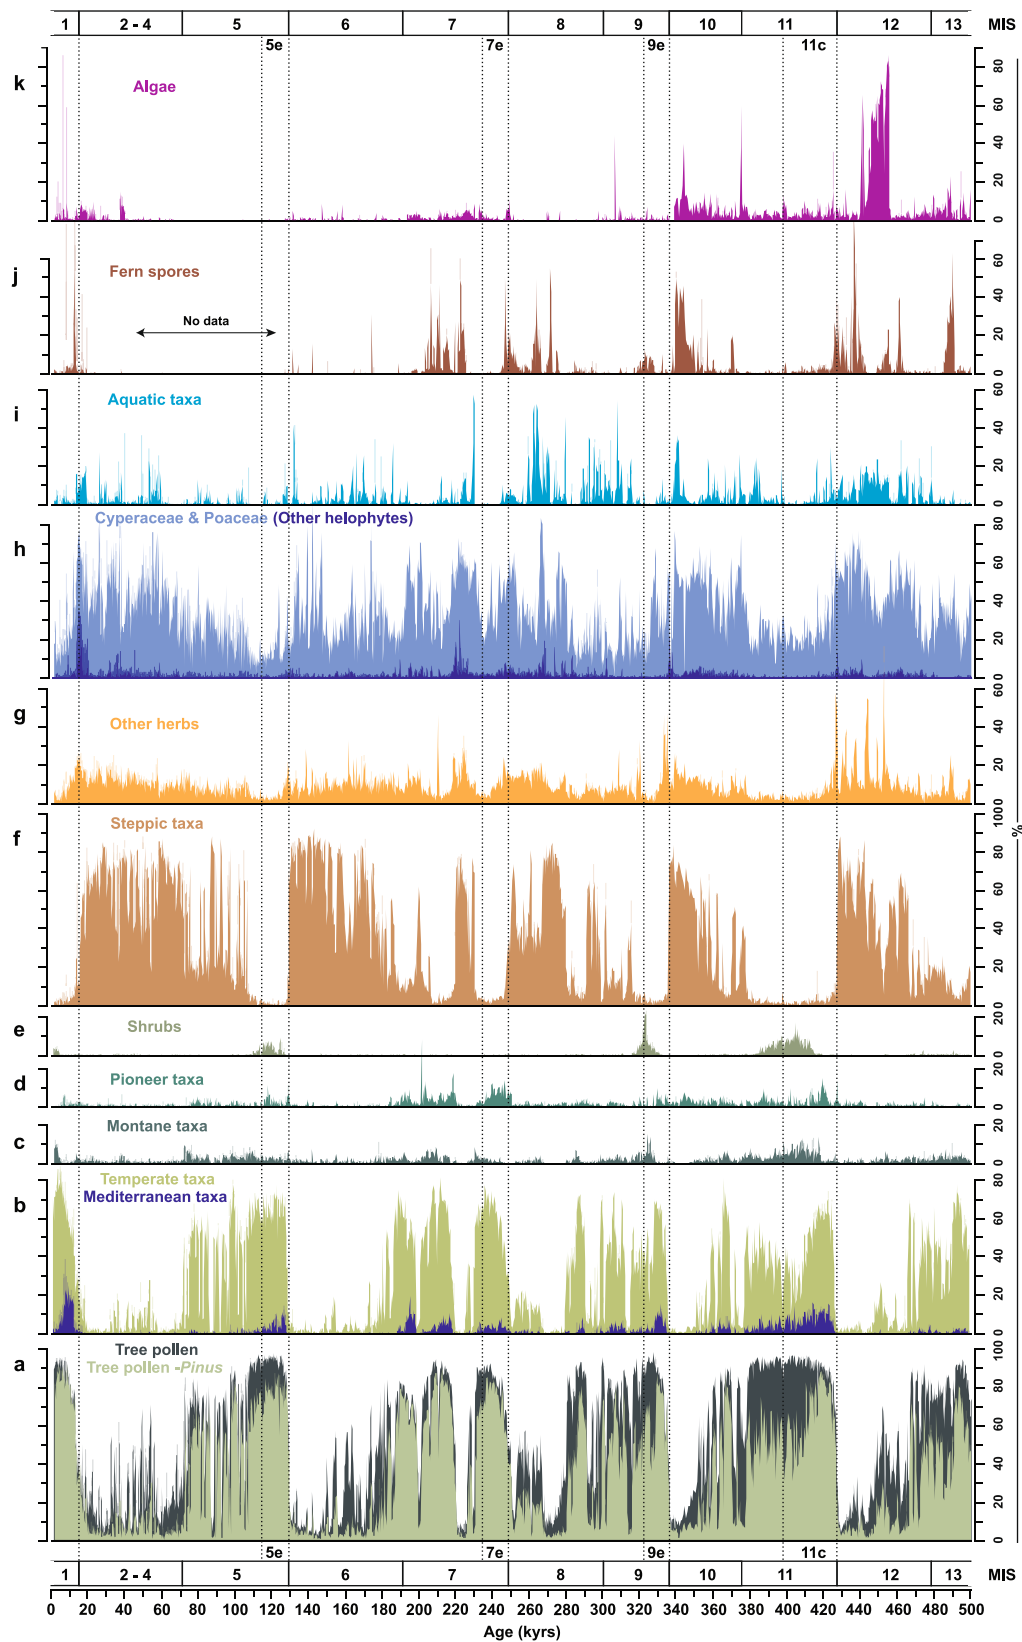 1 2 - 4 5 6 7 8 9 10 11 12 13 MIS
5e 7e 9e 11c
k Algae
0 20 40 60 80
j Fern spores
No data
0 20 40 60
i Aquatic taxa
0 20 40 60
h Cyperaceae & Poaceae (Other helophytes)
0 20 40 60 80
g Other herbs
0 20 40 60
f Steppic taxa
0 20 40 60 80 1000
%
e Shrubs
0 20
d Pioneer taxa
0 20
c Montane taxa
0 20
b Temperate taxa
Mediterranean taxa
0 20 40 60 80
a Tree pollen
Tree pollen -Pinus
0 20 40 60 80 100
5e 7e 9e 11c
1 2 - 4 5 6 7 8 9 10 11 12 13 MIS
0 20 40 60 80 100 120 140 160 180 200 220 240 260 280 300 320 340 360 380 400 420 440 460 480 500
Age (kyrs)